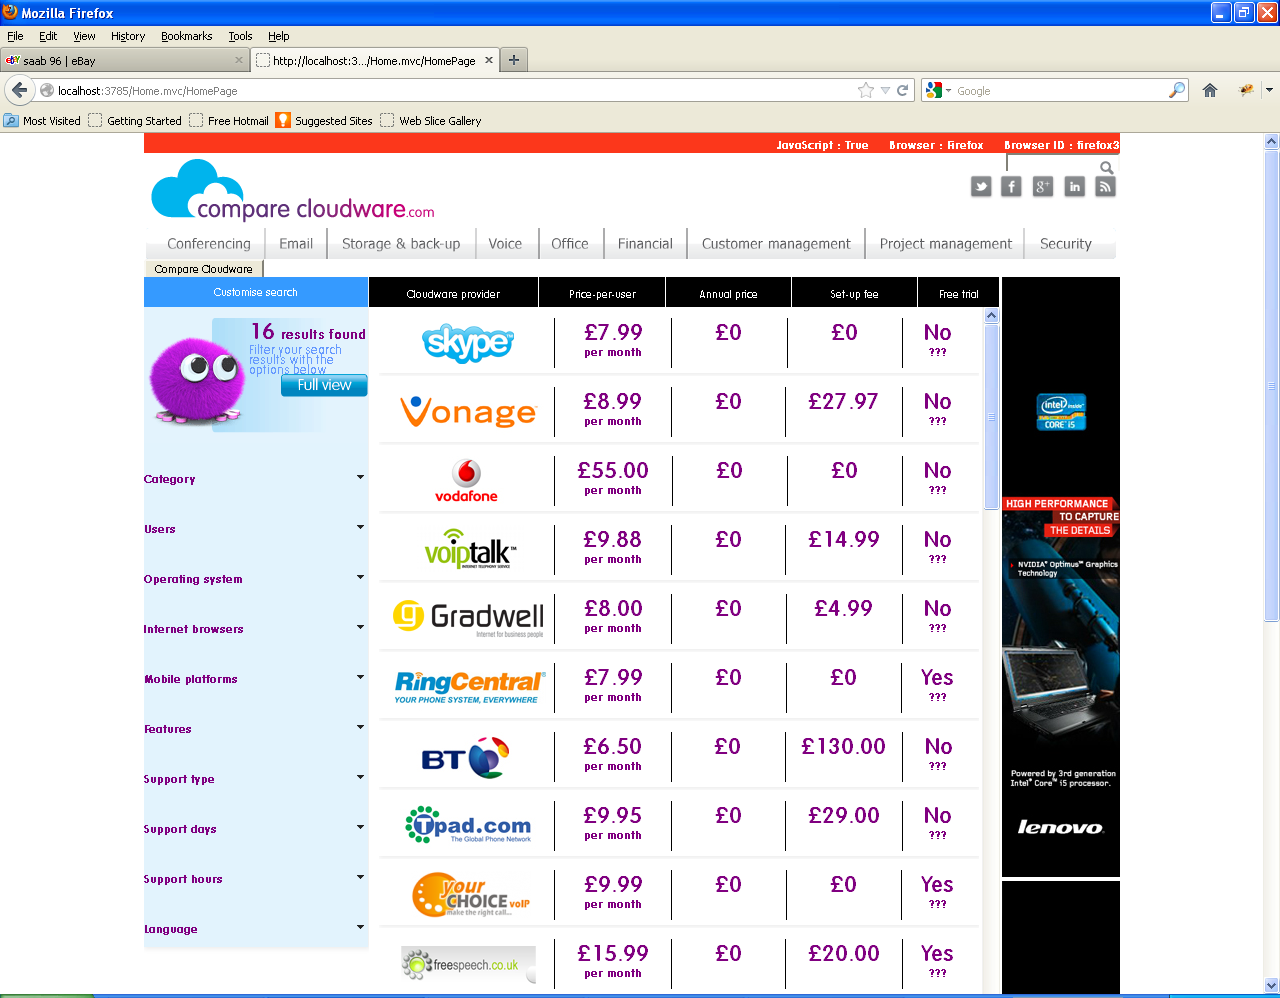 Mozilla Firefox
File Edit View History Bookmarks Tools Help
saab 96 | eBay
http://localhost:3.../Home.mvc/HomePage
localhost:3785/Home.mvc/HomePage
Google
Most Visited Getting Started Free Hotmail Suggested Sites Web Slice Gallery
JavaScript : True Browser : Firefox Browser ID : firefox3
compare cloudware.com
Conferencing Email Storage & back-up Voice Office Financial Customer management Project management Security
Compare Cloudware
Customise search Cloudware provider Price-per-user Annual price Set-up fee Free trial
16 results found
Filter your search
results with the
options below
Full view
Category
Users
Operating system
Internet browsers
Mobile platforms
Features
Support type
Support days
Support hours
Language
skype £7.99 £0 £0 No
per month ???
Vonage £8.99 £0 £27.97 No
per month ???
vodafone £55.00 £0 £0 No
per month ???
voiptalk £9.88 £0 £14.99 No
INTERNET TELEPHONY SERVICE per month ???
Gradwell £8.00 £0 £4.99 No
Internet for business people per month ???
RingCentral £7.99 £0 £0 Yes
YOUR PHONE SYSTEM, EVERYWHERE per month ???
BT £6.50 £0 £130.00 No
per month ???
Tpad.com £9.95 £0 £29.00 No
The Global Phone Network per month ???
your CHOICE voIP £9.99 £0 £0 Yes
make the right call... per month ???
freespeech.co.uk £15.99 £0 £20.00 Yes
per month ???
intel inside
CORE i5
HIGH PERFORMANCE
TO CAPTURE
THE DETAILS
NVIDIA® Optimus™ Graphics
Technology
Powered by 3rd generation
Intel® Core™ i5 processor.
lenovo